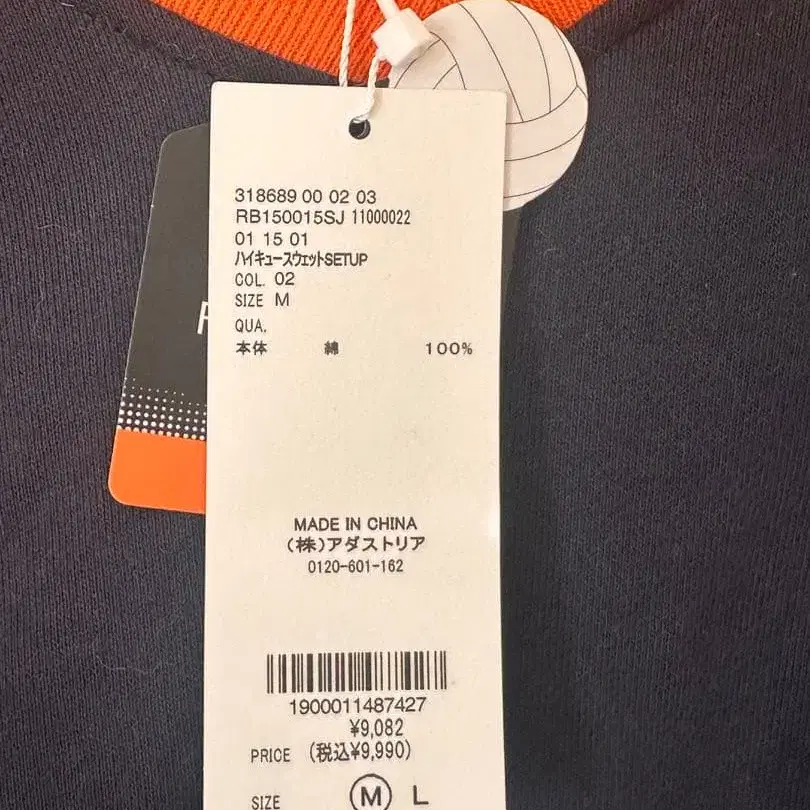 318689 00 02 03
RB150015SJ 11000022
01 15 01
ハイキュースウェットSETUP
COL. 02
SIZE M
QUA.
本体 綿 100%
MADE IN CHINA
(株)アダストリア
0120-601-162
1900011487427
¥9,082
PRICE (税込¥9,990)
SIZE M L